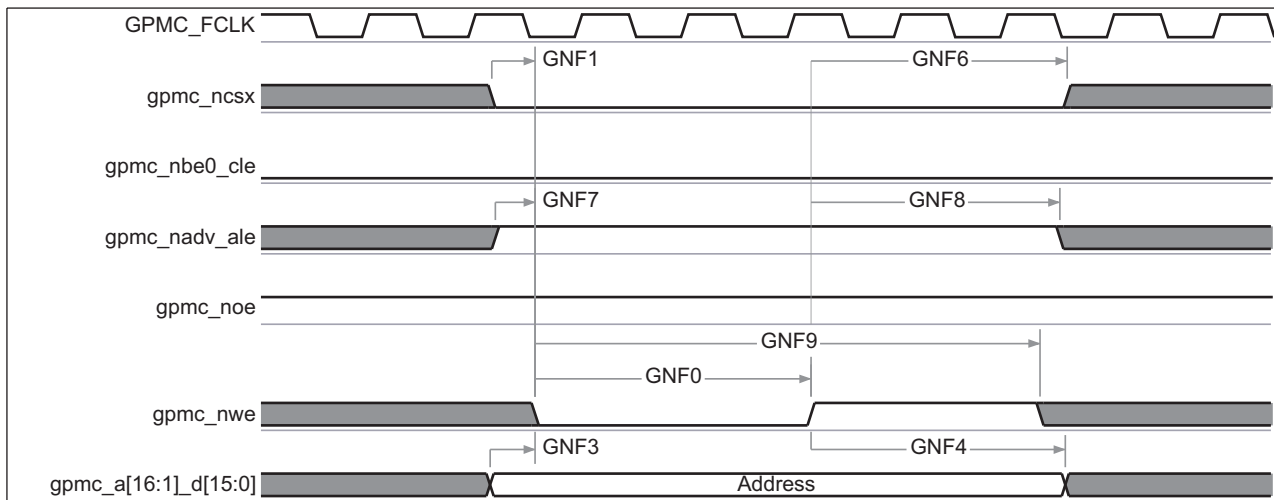 GPMC_FCLK
GNF1
GNF6
gpmc_ncsx
gpmc_nbe0_cle
GNF7
GNF8
gpmc_nadv_ale
gpmc_noe
GNF9
GNF0
gpmc_nwe
GNF3
GNF4
gpmc_a[16:1]_d[15:0]
Address